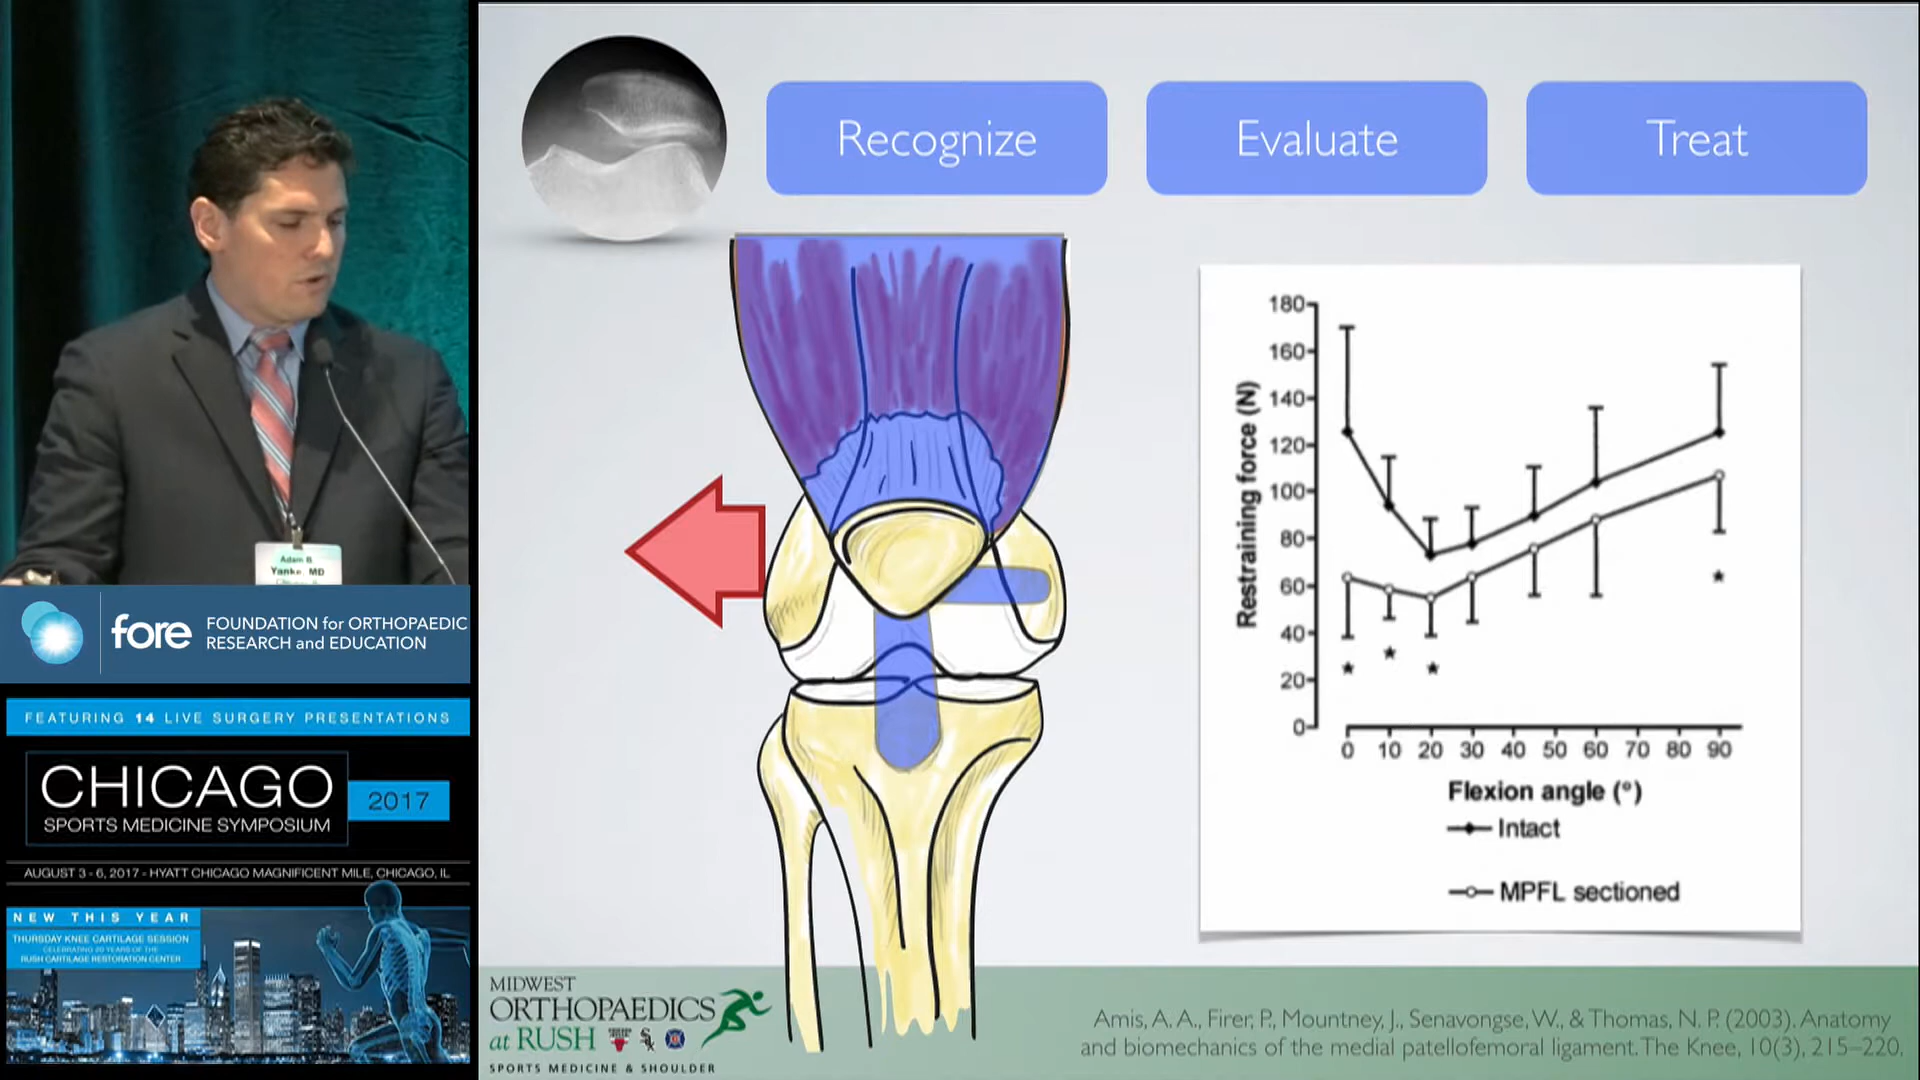 Recognize
Evaluate
Treat
180
160
140
120
100
80
60
40
20
0
Restraining force (N)
0 10 20 30 40 50 60 70 80 90
Flexion angle (°)
Intact
MPFL sectioned
Adam B.
Yanke, MD
fore
FOUNDATION for ORTHOPAEDIC
RESEARCH and EDUCATION
FEATURING 14 LIVE SURGERY PRESENTATIONS
CHICAGO
SPORTS MEDICINE SYMPOSIUM
2017
AUGUST 3-6, 2017 - HYATT CHICAGO MAGNIFICENT MILE, CHICAGO, IL
NEW THIS YEAR
THURSDAY KNEE CARTILAGE SESSION
CELEBRATING 20 YEARS OF THE
RUSH CARTILAGE RESTORATION CENTER
MIDWEST
ORTHOPAEDICS
at RUSH
SPORTS MEDICINE & SHOULDER
Amis, A. A., Firer, P., Mountney, J., Senavongse, W., & Thomas, N. P. (2003). Anatomy
and biomechanics of the medial patellofemoral ligament. The Knee, 10(3), 215–220.